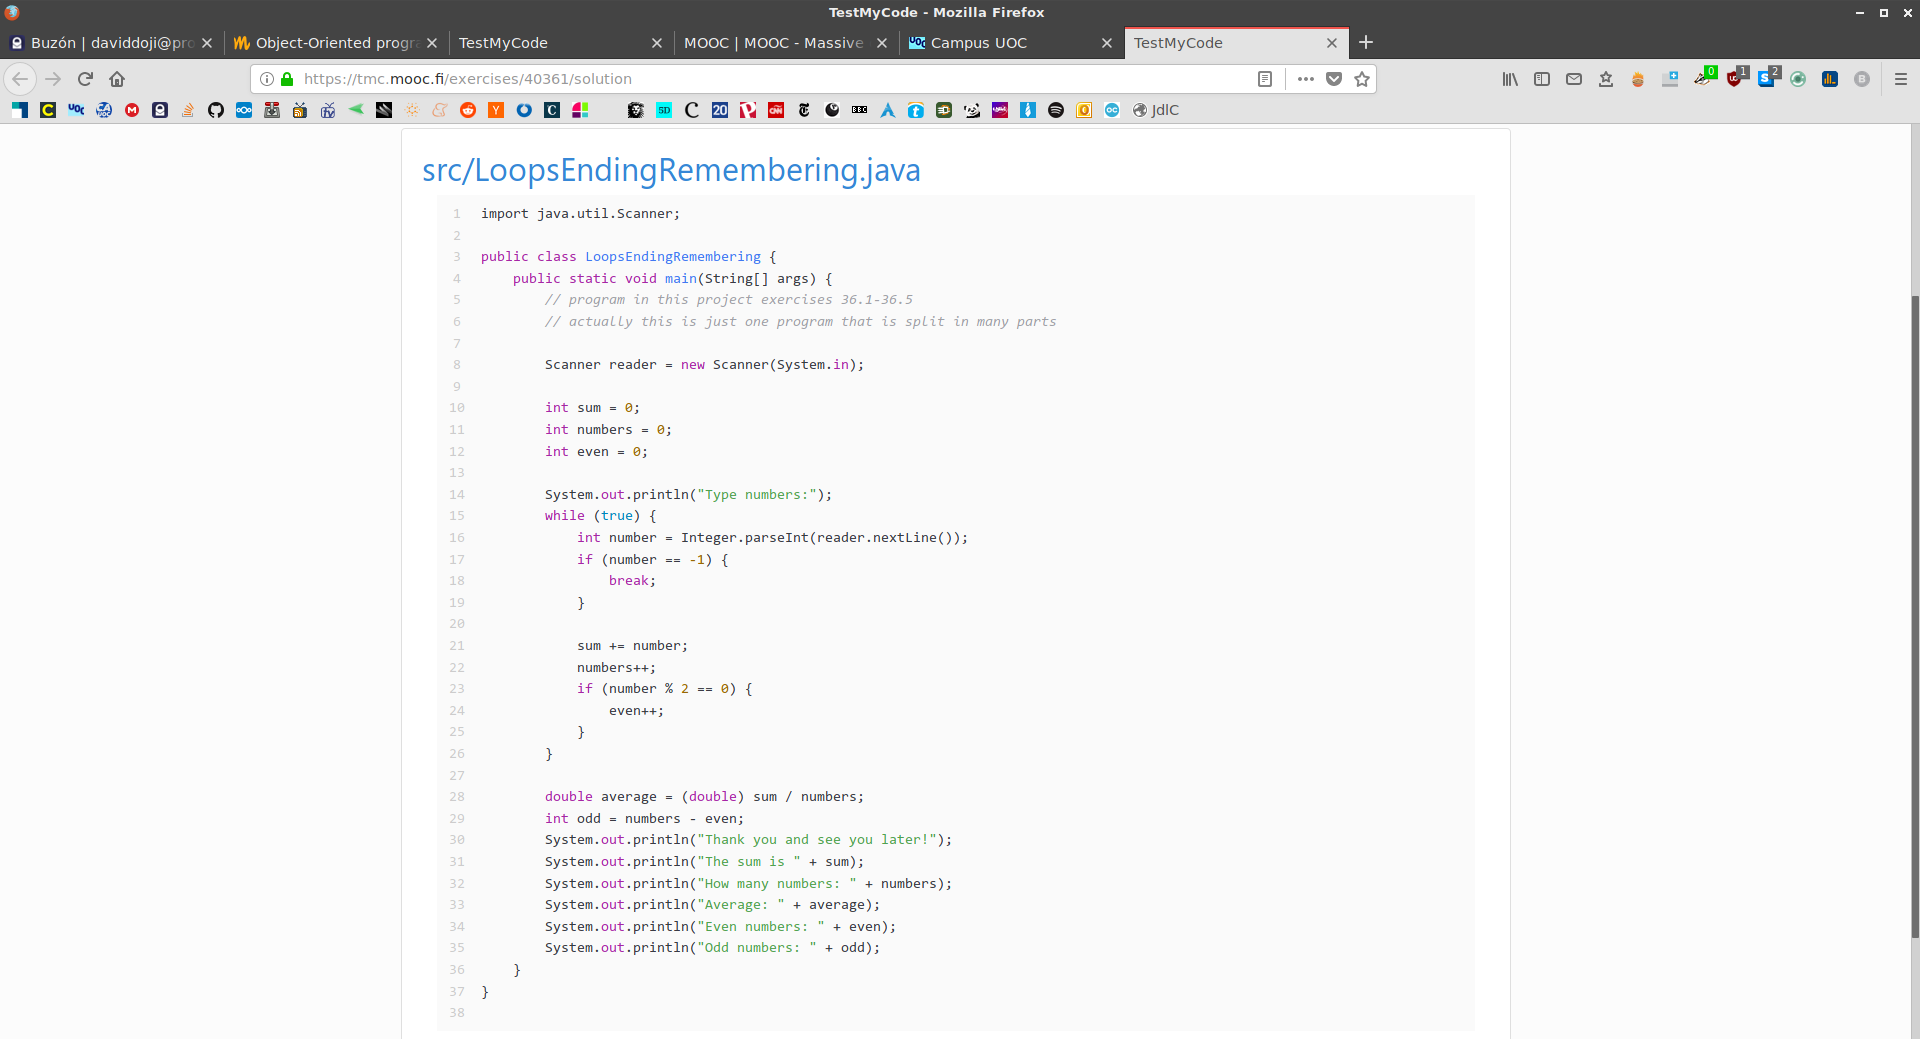 TestMyCode - Mozilla Firefox
Buzón | daviddoji@pro
Object-Oriented progra
TestMyCode
MOOC | MOOC - Massive
Campus UOC
TestMyCode
https://tmc.mooc.fi/exercises/40361/solution
0
1
2
JdlC
src/LoopsEndingRemembering.java
1 import java.util.Scanner;
2
3 public class LoopsEndingRemembering {
4     public static void main(String[] args) {
5         // program in this project exercises 36.1-36.5
6         // actually this is just one program that is split in many parts
7
8         Scanner reader = new Scanner(System.in);
9
10         int sum = 0;
11         int numbers = 0;
12         int even = 0;
13
14         System.out.println("Type numbers:");
15         while (true) {
16             int number = Integer.parseInt(reader.nextLine());
17             if (number == -1) {
18                 break;
19             }
20
21             sum += number;
22             numbers++;
23             if (number % 2 == 0) {
24                 even++;
25             }
26         }
27
28         double average = (double) sum / numbers;
29         int odd = numbers - even;
30         System.out.println("Thank you and see you later!");
31         System.out.println("The sum is " + sum);
32         System.out.println("How many numbers: " + numbers);
33         System.out.println("Average: " + average);
34         System.out.println("Even numbers: " + even);
35         System.out.println("Odd numbers: " + odd);
36     }
37 }
38